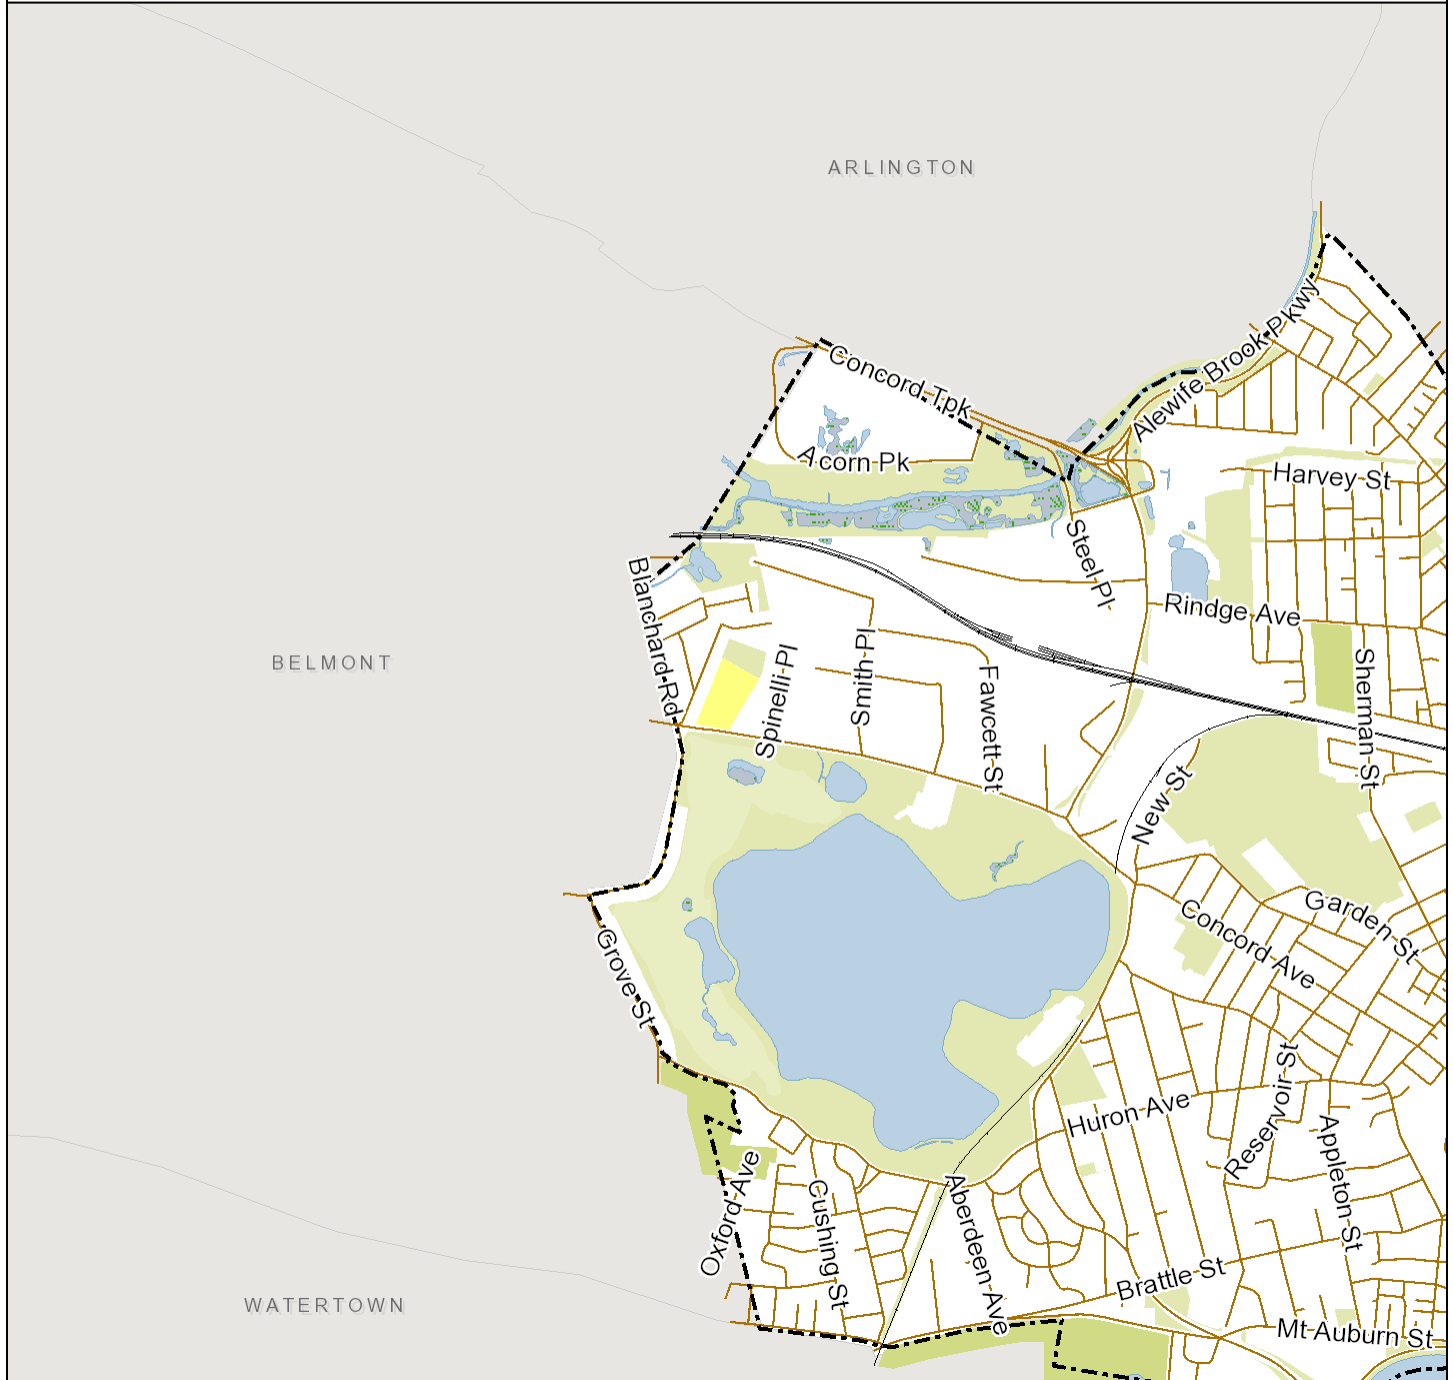 ARLINGTON
Alewife Brook Pkwy
Concord Tpk
Acorn Pk
Harvey St
Steel Pl
Blanchard Rd
Rindge Ave
BELMONT
Spinelli Pl
Smith Pl
Fawcett St
Sherman St
New St
Garden St
Concord Ave
Grove St
Reservoir St
Huron Ave
Appleton St
Oxford Ave
Cushing St
Aberdeen Ave
Brattle St
WATERTOWN
Mt Auburn St